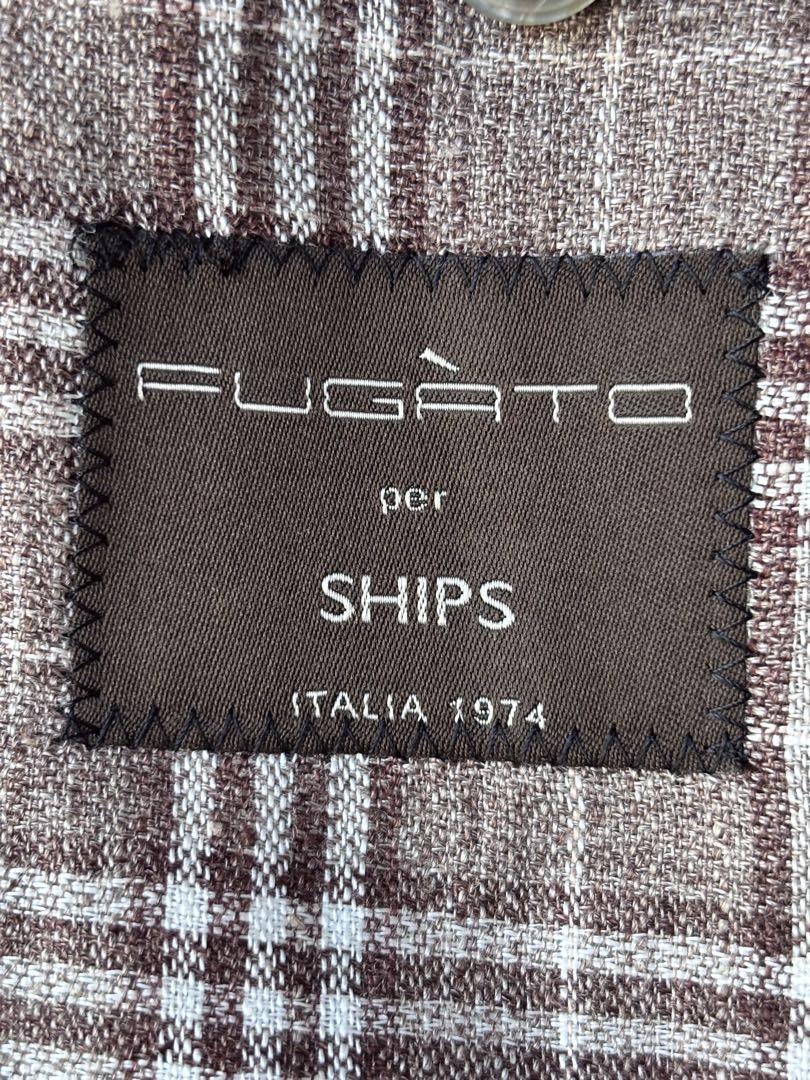 FUGÀTO
per
SHIPS
ITALIA 1974